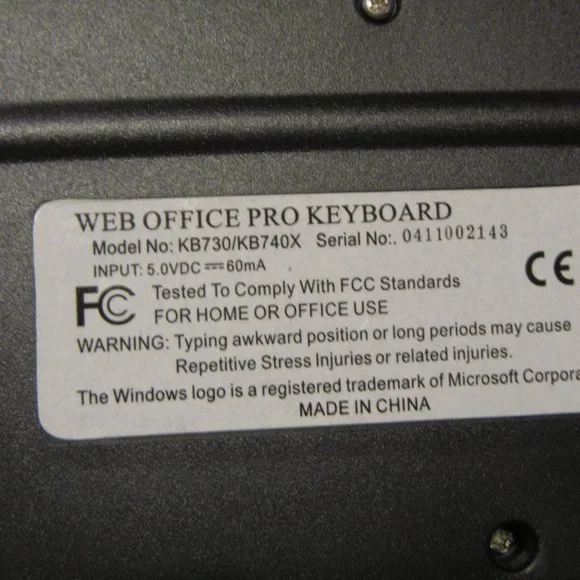 WEB OFFICE PRO KEYBOARD
Model No: KB730/KB740X Serial No:. 0411002143
INPUT: 5.0VDC ⎓ 60mA
FC Tested To Comply With FCC Standards
FOR HOME OR OFFICE USE
CE
WARNING: Typing awkward position or long periods may cause
Repetitive Stress Injuries or related injuries.
The Windows logo is a registered trademark of Microsoft Corpora
MADE IN CHINA